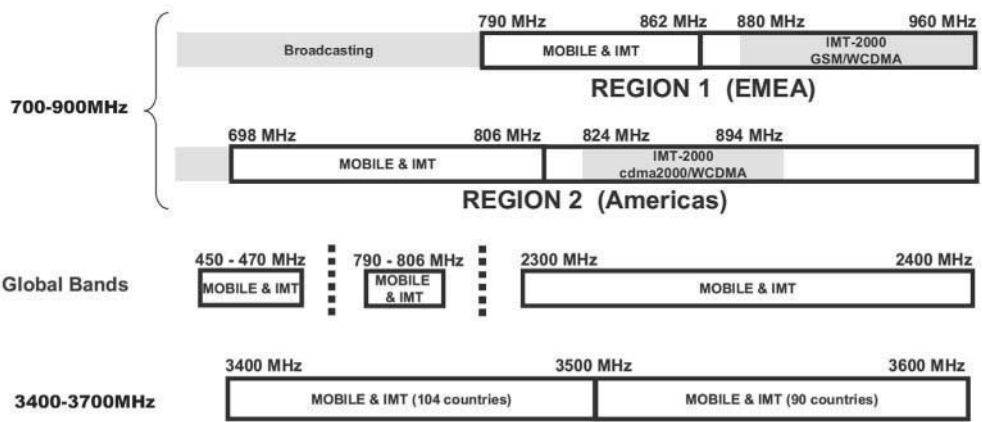 790 MHz 862 MHz 880 MHz 960 MHz
Broadcasting MOBILE & IMT IMT-2000
GSM/WCDMA
REGION 1 (EMEA)
700-900MHz
698 MHz 806 MHz 824 MHz 894 MHz
MOBILE & IMT IMT-2000
cdma2000/WCDMA
REGION 2 (Americas)
450 - 470 MHz 790 - 806 MHz 2300 MHz 2400 MHz
Global Bands MOBILE & IMT MOBILE
& IMT MOBILE & IMT
3400 MHz 3500 MHz 3600 MHz
3400-3700MHz MOBILE & IMT (104 countries) MOBILE & IMT (90 countries)